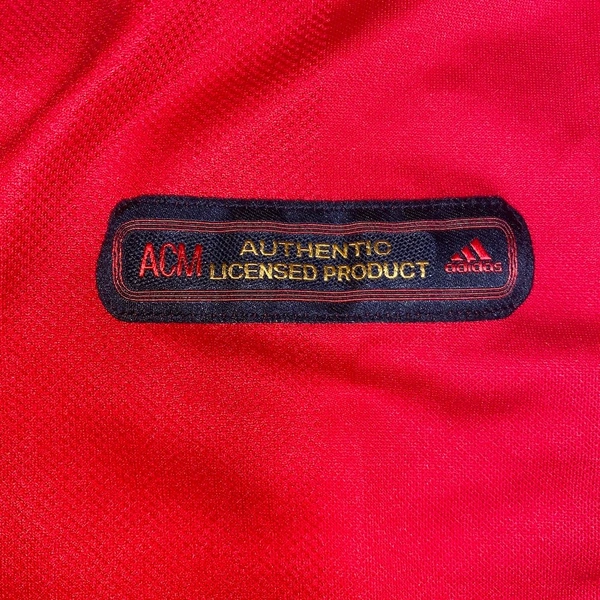 ACM
AUTHENTIC
LICENSED PRODUCT
adidas